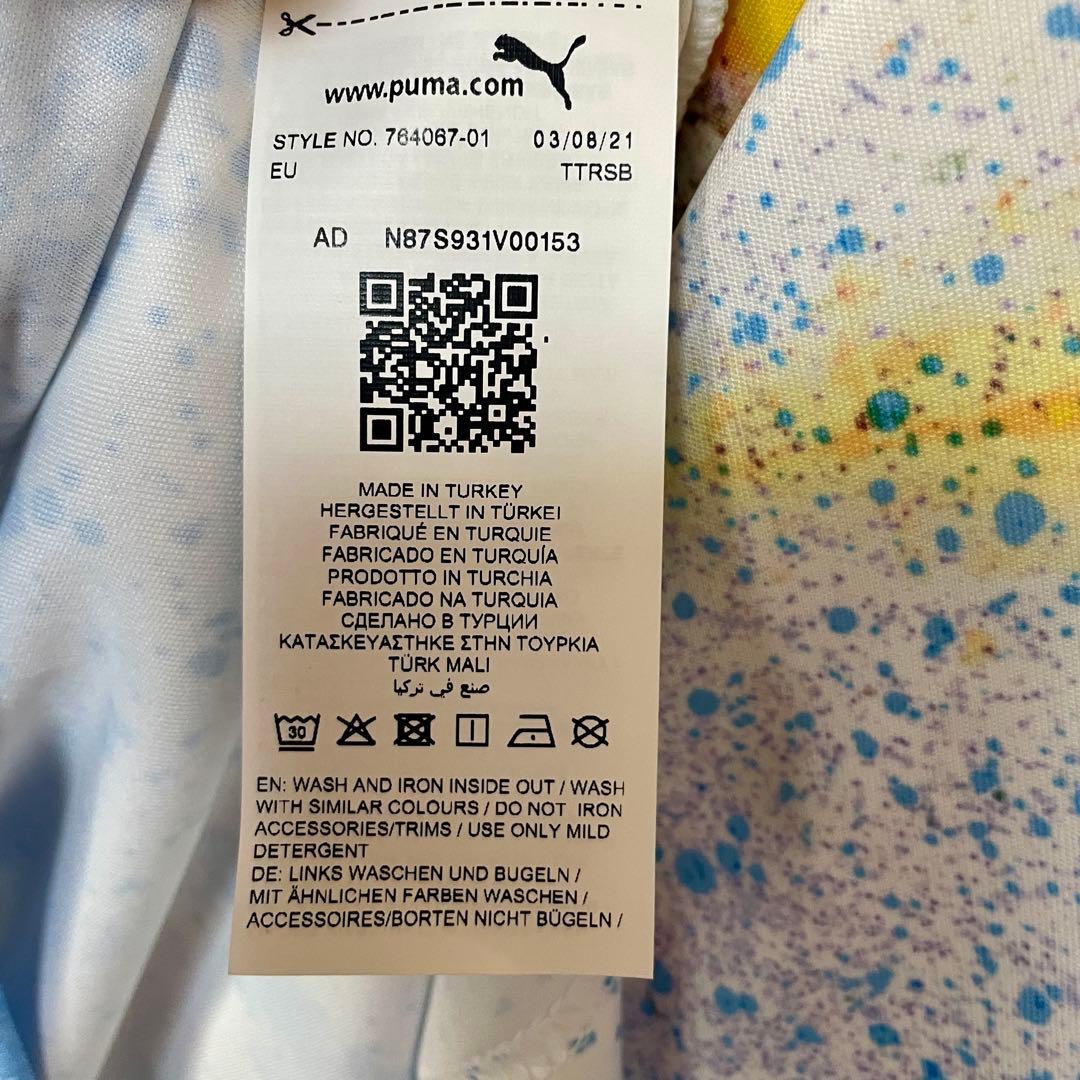 www.puma.com
STYLE NO. 764067-01 03/08/21
EU TTRSB
AD N87S931V00153
MADE IN TURKEY
HERGESTELLT IN TÜRKEI
FABRIQUÉ EN TURQUIE
FABRICADO EN TURQUÍA
PRODOTTO IN TURCHIA
FABRICADO NA TURQUIA
СДЕЛАНО В ТУРЦИИ
ΚΑΤΑΣΚΕΥΑΣΤΗΚΕ ΣΤΗΝ ΤΟΥΡΚΙΑ
TÜRK MALI
صنع في تركيا
30
EN: WASH AND IRON INSIDE OUT / WASH
WITH SIMILAR COLOURS / DO NOT IRON
ACCESSORIES/TRIMS / USE ONLY MILD
DETERGENT
DE: LINKS WASCHEN UND BUGELN /
MIT ÄHNLICHEN FARBEN WASCHEN /
ACCESSOIRES/BORTEN NICHT BÜGELN /